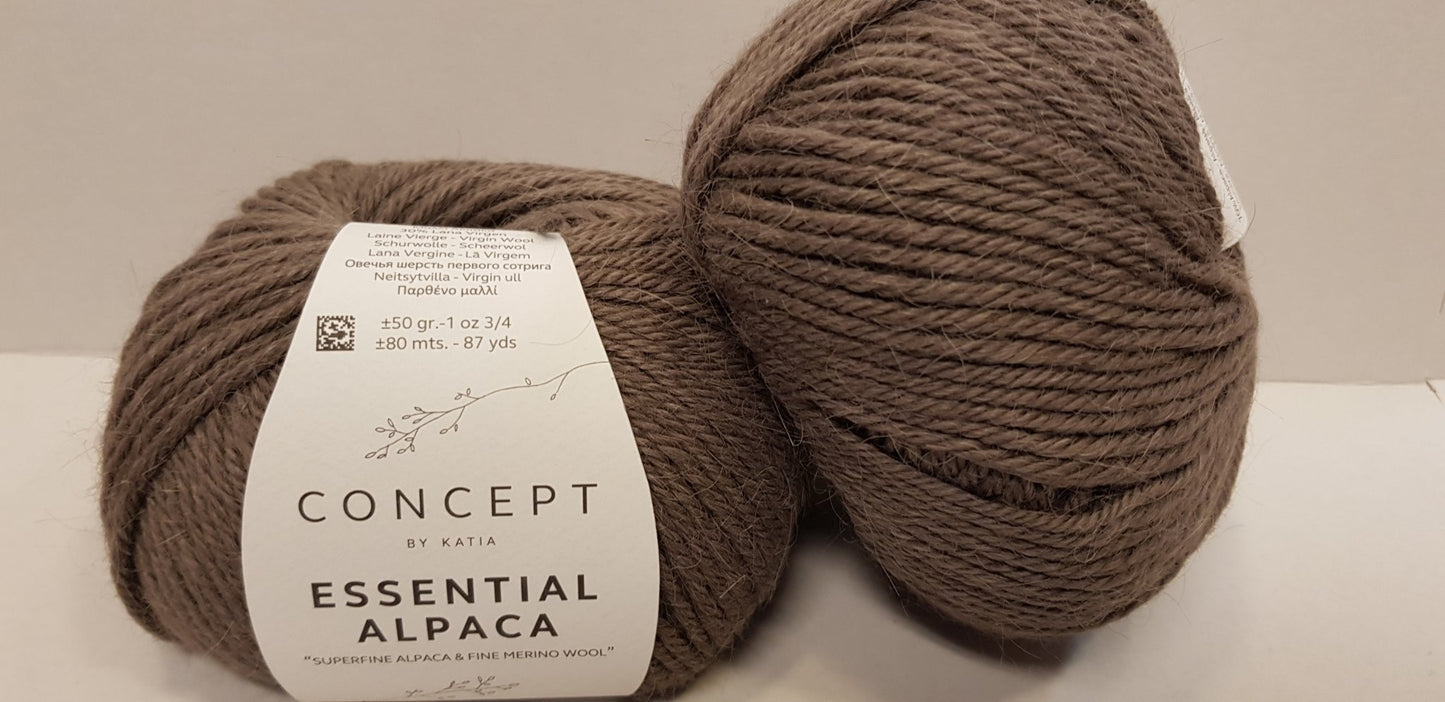 30% Lana Virgen
Laine Vierge - Virgin Wool
Schurwolle - Scheerwol
Lana Vergine - Lã Virgem
Овечья шерсть первого сотрига
Neitsytvilla - Virgin ull
Παρθένο μαλλί
±50 gr.-1 oz 3/4
±80 mts. - 87 yds
CONCEPT
BY KATIA
ESSENTIAL
ALPACA
"SUPERFINE ALPACA & FINE MERINO WOOL"